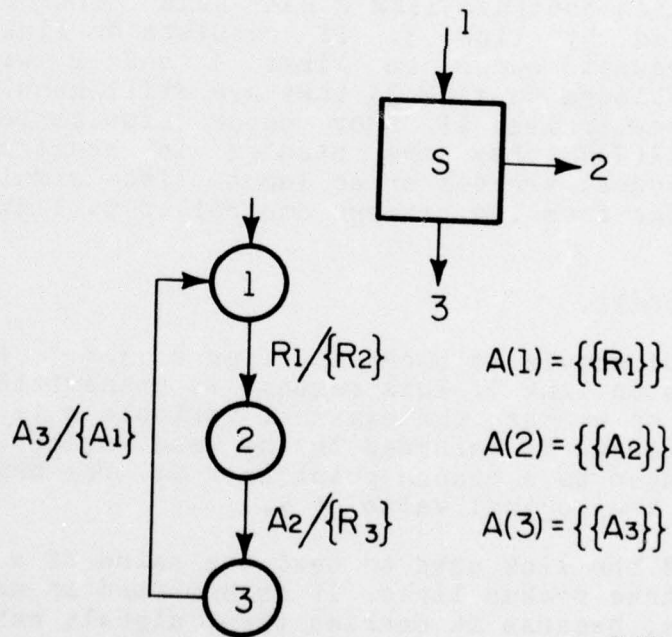 1
S
2
3
1
R1/{R2}
A3/{A1}
A(1) = {{R1}}
2
A(2) = {{A2}}
A2/{R3}
A(3) = {{A3}}
3